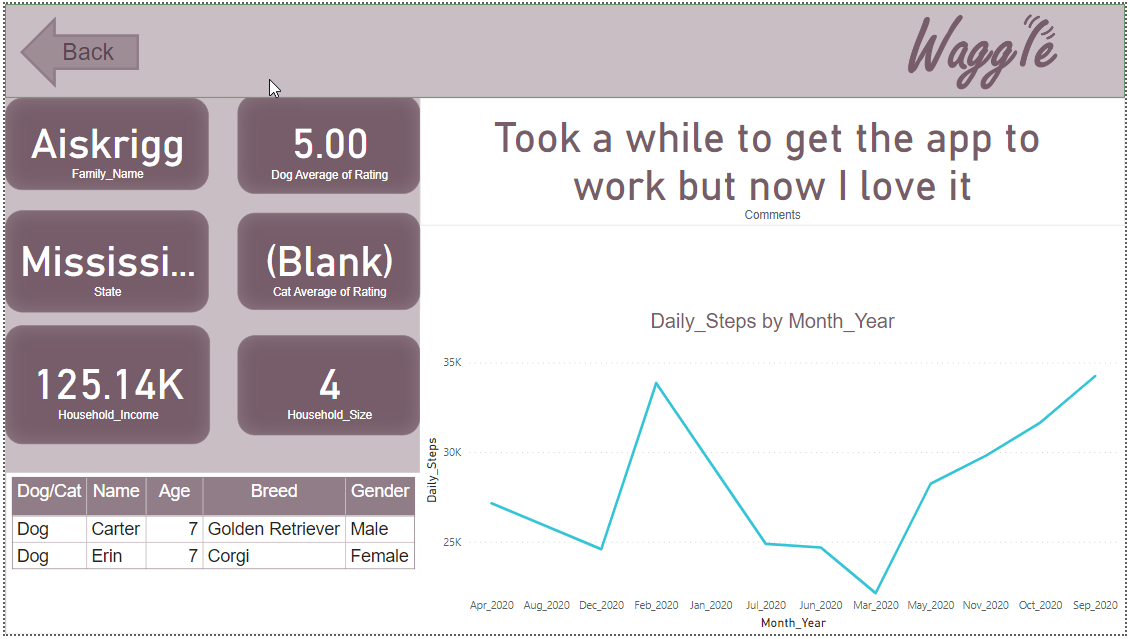 Back
Waggle
Aiskrigg
Family_Name
5.00
Dog Average of Rating
Mississi...
State
(Blank)
Cat Average of Rating
125.14K
Household_Income
4
Household_Size
Dog/Cat Name Age Breed Gender
Dog Carter 7 Golden Retriever Male
Dog Erin 7 Corgi Female
Took a while to get the app to
work but now I love it
Comments
Daily_Steps by Month_Year
Daily_Steps
35K
30K
25K
Apr_2020 Aug_2020 Dec_2020 Feb_2020 Jan_2020 Jul_2020 Jun_2020 Mar_2020 May_2020 Nov_2020 Oct_2020 Sep_2020
Month_Year